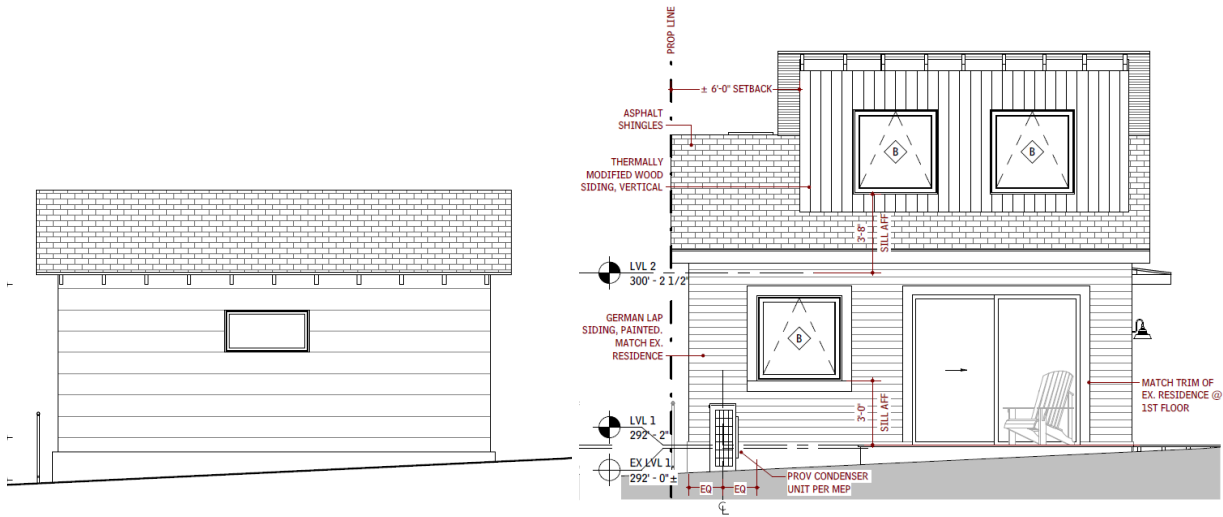 PROP LINE
± 6'-0" SETBACK
ASPHALT
SHINGLES
THERMALLY
MODIFIED WOOD
SIDING, VERTICAL
B
B
3'-8"
SILL AFF
LVL 2
300' - 2 1/2"
GERMAN LAP
SIDING, PAINTED.
MATCH EX.
RESIDENCE
B
3'-0"
SILL AFF
MATCH TRIM OF
EX. RESIDENCE @
1ST FLOOR
LVL 1
292' - 2"
EX LVL 1
292' - 0" ±
PROV CONDENSER
UNIT PER MEP
EQ
EQ
℄